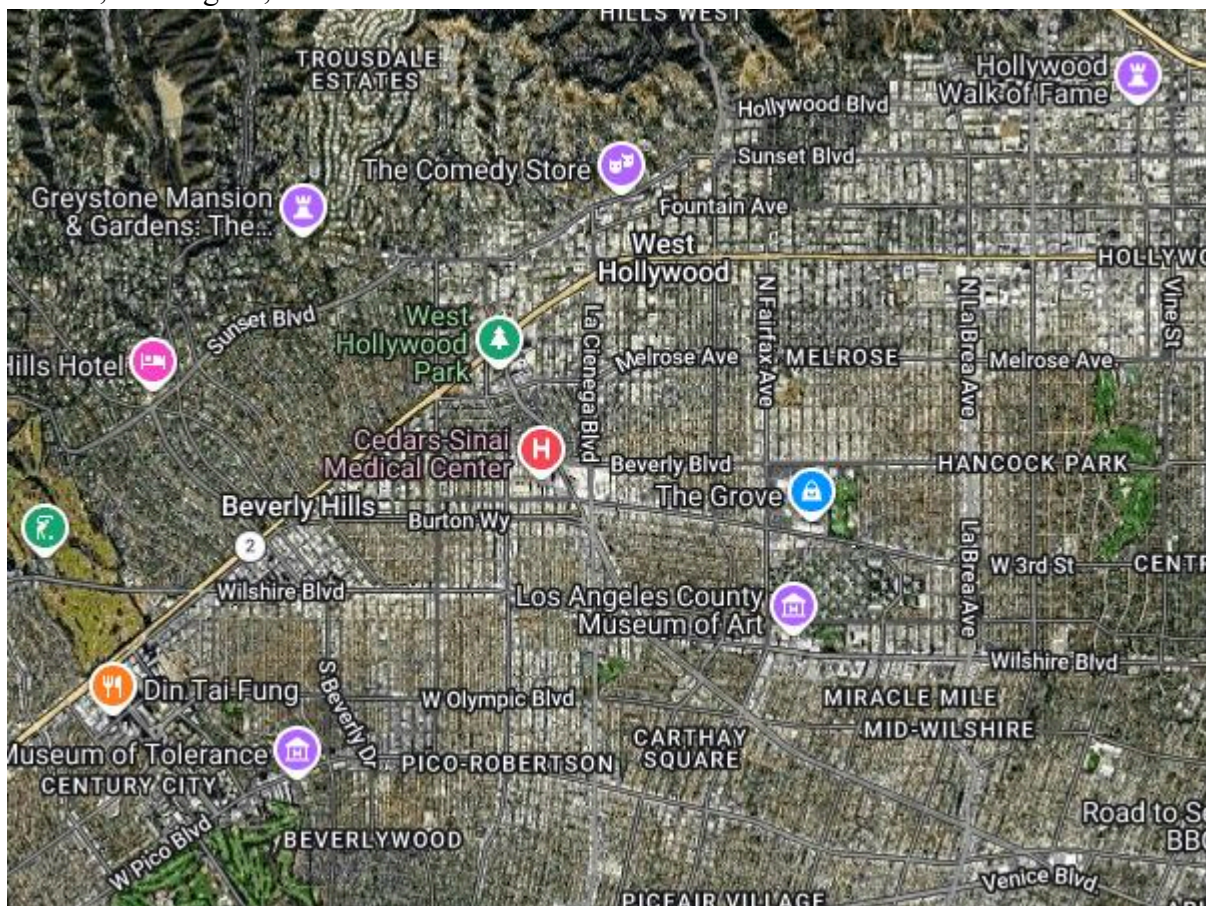 HILLS WEST
TROUSDALE
ESTATES
Hollywood
Walk of Fame
Hollywood Blvd
The Comedy Store
Sunset Blvd
Greystone Mansion
& Gardens: The...
Fountain Ave
West
Hollywood
HOLLYWO
Sunset Blvd
West
Hollywood
Park
La Cienega Blvd
N Fairfax Ave
N La Brea Ave
Vine St
Hills Hotel
Melrose Ave
MELROSE
Melrose Ave.
Cedars-Sinai
Medical Center
H
Beverly Blvd
HANCOCK PARK
The Grove
Beverly Hills
Burton Wy
2
La Brea Ave
W 3rd St
CENTR
Wilshire Blvd
Los Angeles County
Museum of Art
Wilshire Blvd
Din Tai Fung
S Beverly Dr
W Olympic Blvd
MIRACLE MILE
MID-WILSHIRE
Museum of Tolerance
CARTHAY
SQUARE
CENTURY CITY
PICO-ROBERTSON
Road to Se
BBQ
W Pico Blvd
BEVERLYWOOD
Venice Blvd.
PICFAIR VILLAGE